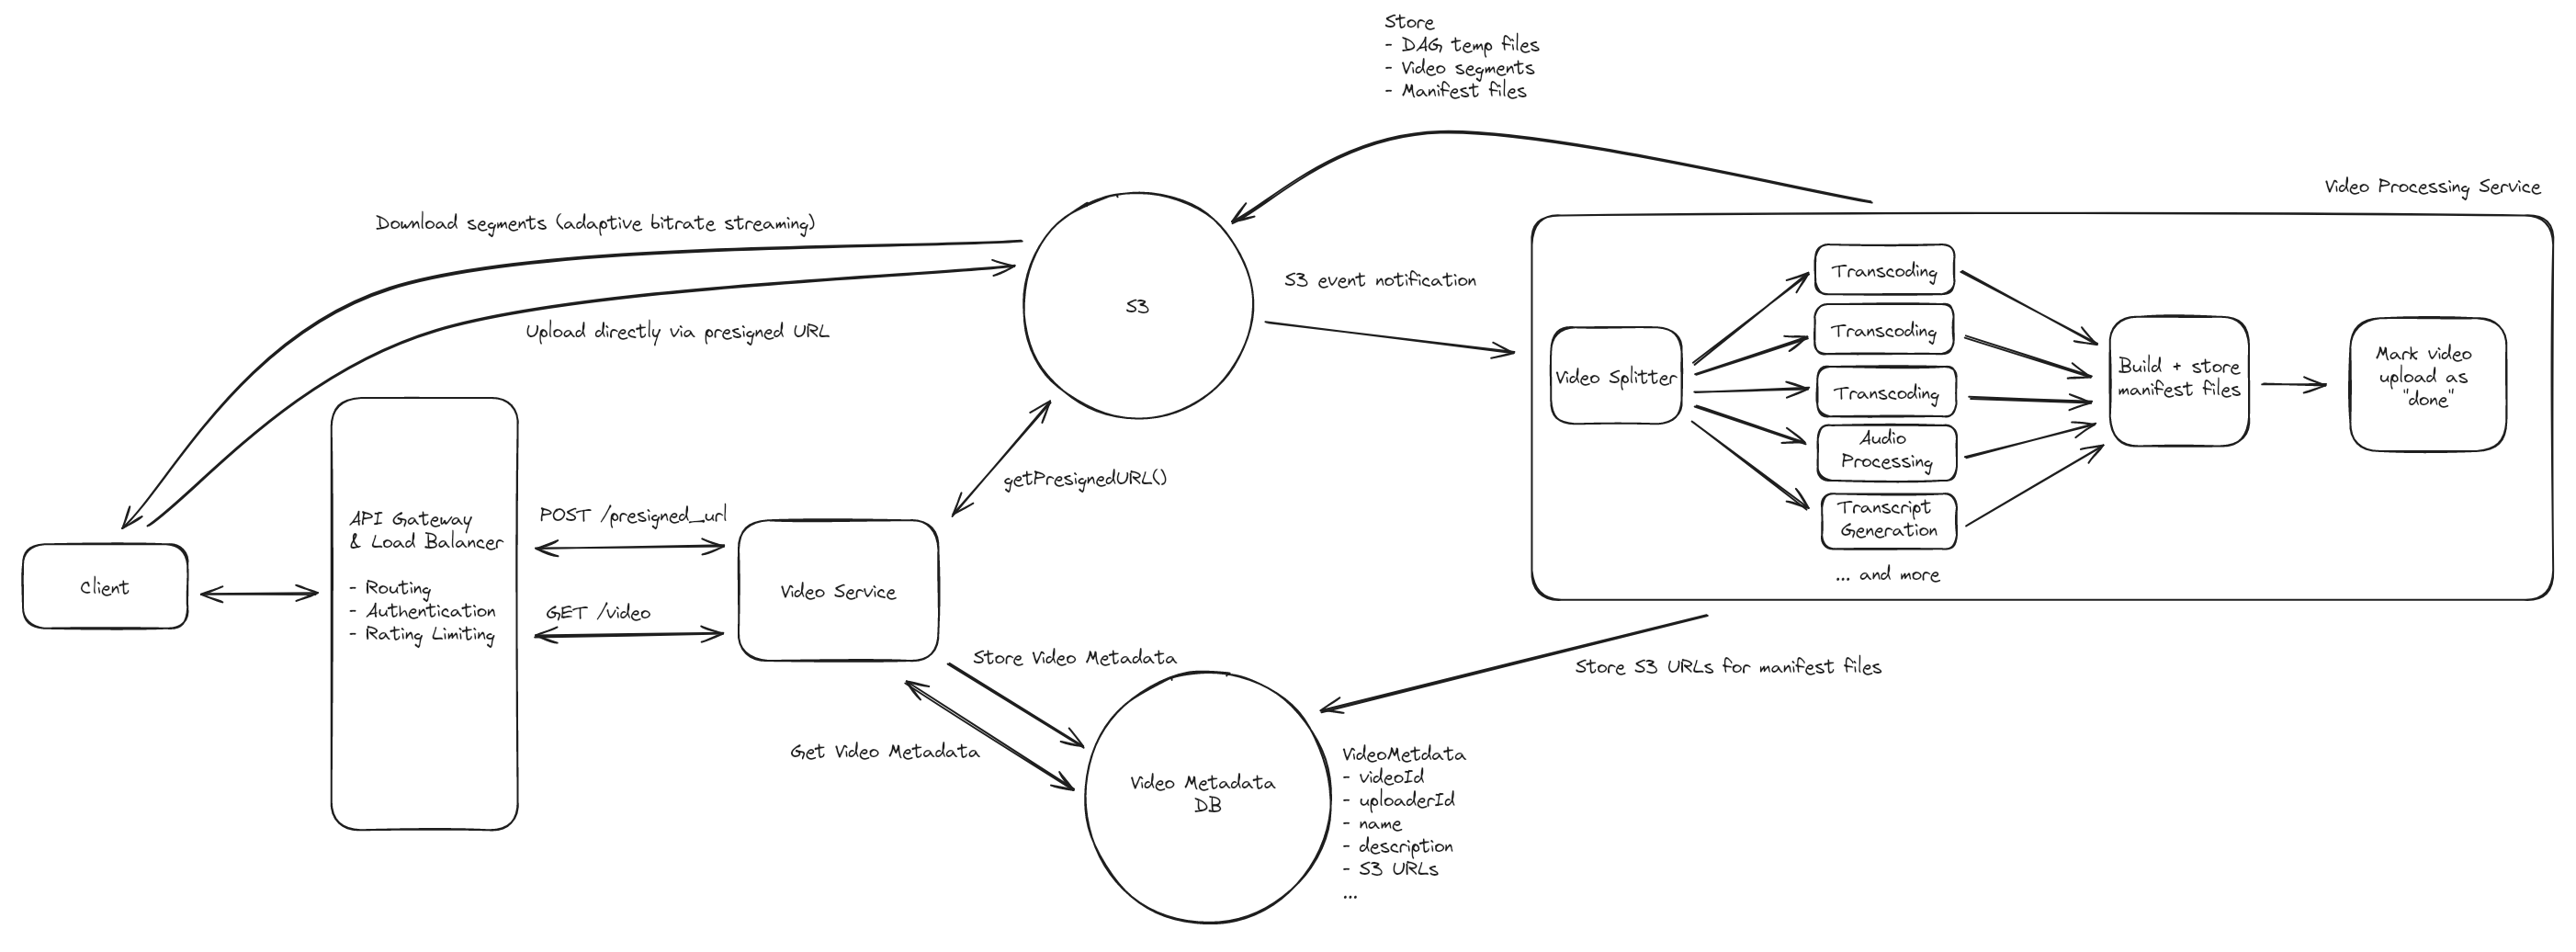 Store
- DAG temp files
- Video segments
- Manifest files
Video Processing Service
Download segments (adaptive bitrate streaming)
Upload directly via presigned URL
S3
S3 event notification
Video Splitter
Transcoding
Transcoding
Transcoding
Audio
Processing
Transcript
Generation
... and more
Build + store
manifest files
Mark video
upload as
"done"
getPresignedURL()
Client
API Gateway
& Load Balancer
- Routing
- Authentication
- Rating Limiting
POST /presigned_url
GET /video
Video Service
Store Video Metadata
Get Video Metadata
Video Metadata
DB
Store S3 URLs for manifest files
VideoMetdata
- videoId
- uploaderId
- name
- description
- S3 URLs
...